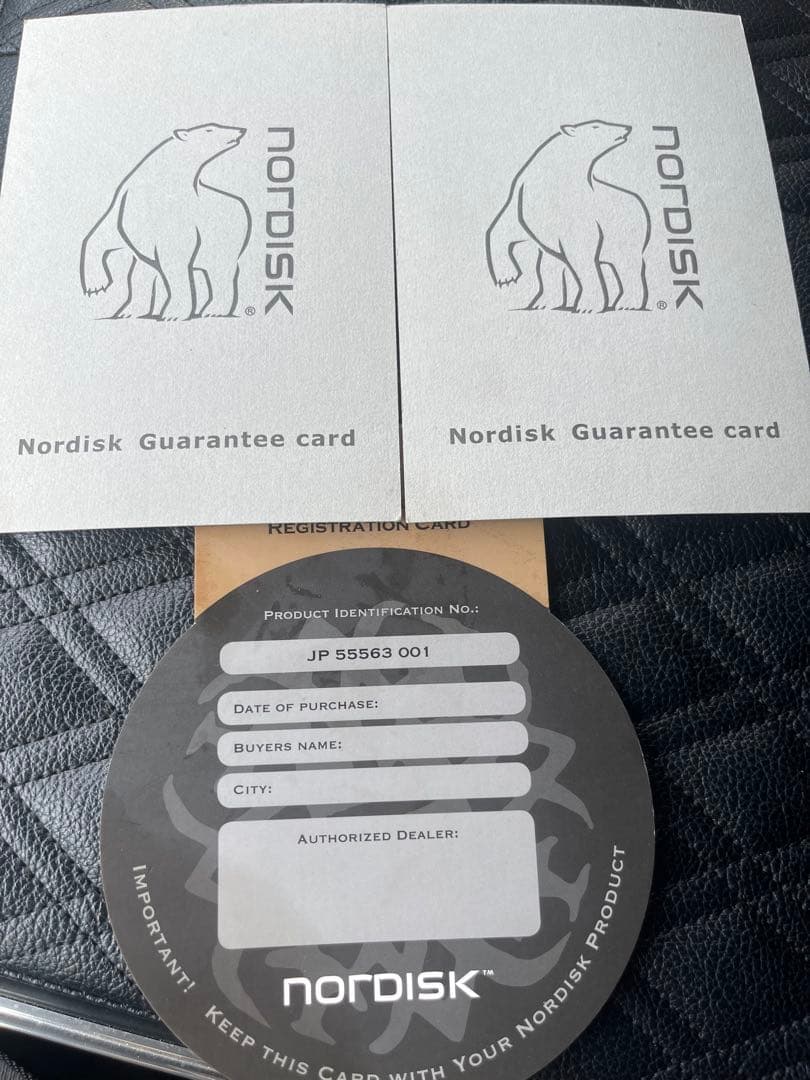 NORDISK
®
Nordisk Guarantee card
NORDISK
®
Nordisk Guarantee card
REGISTRATION CARD
PRODUCT IDENTIFICATION NO.:
JP 55563 001
DATE OF PURCHASE:
BUYERS NAME:
CITY:
AUTHORIZED DEALER:
NORDISK™
IMPORTANT! KEEP THIS CARD WITH YOUR NORDISK PRODUCT